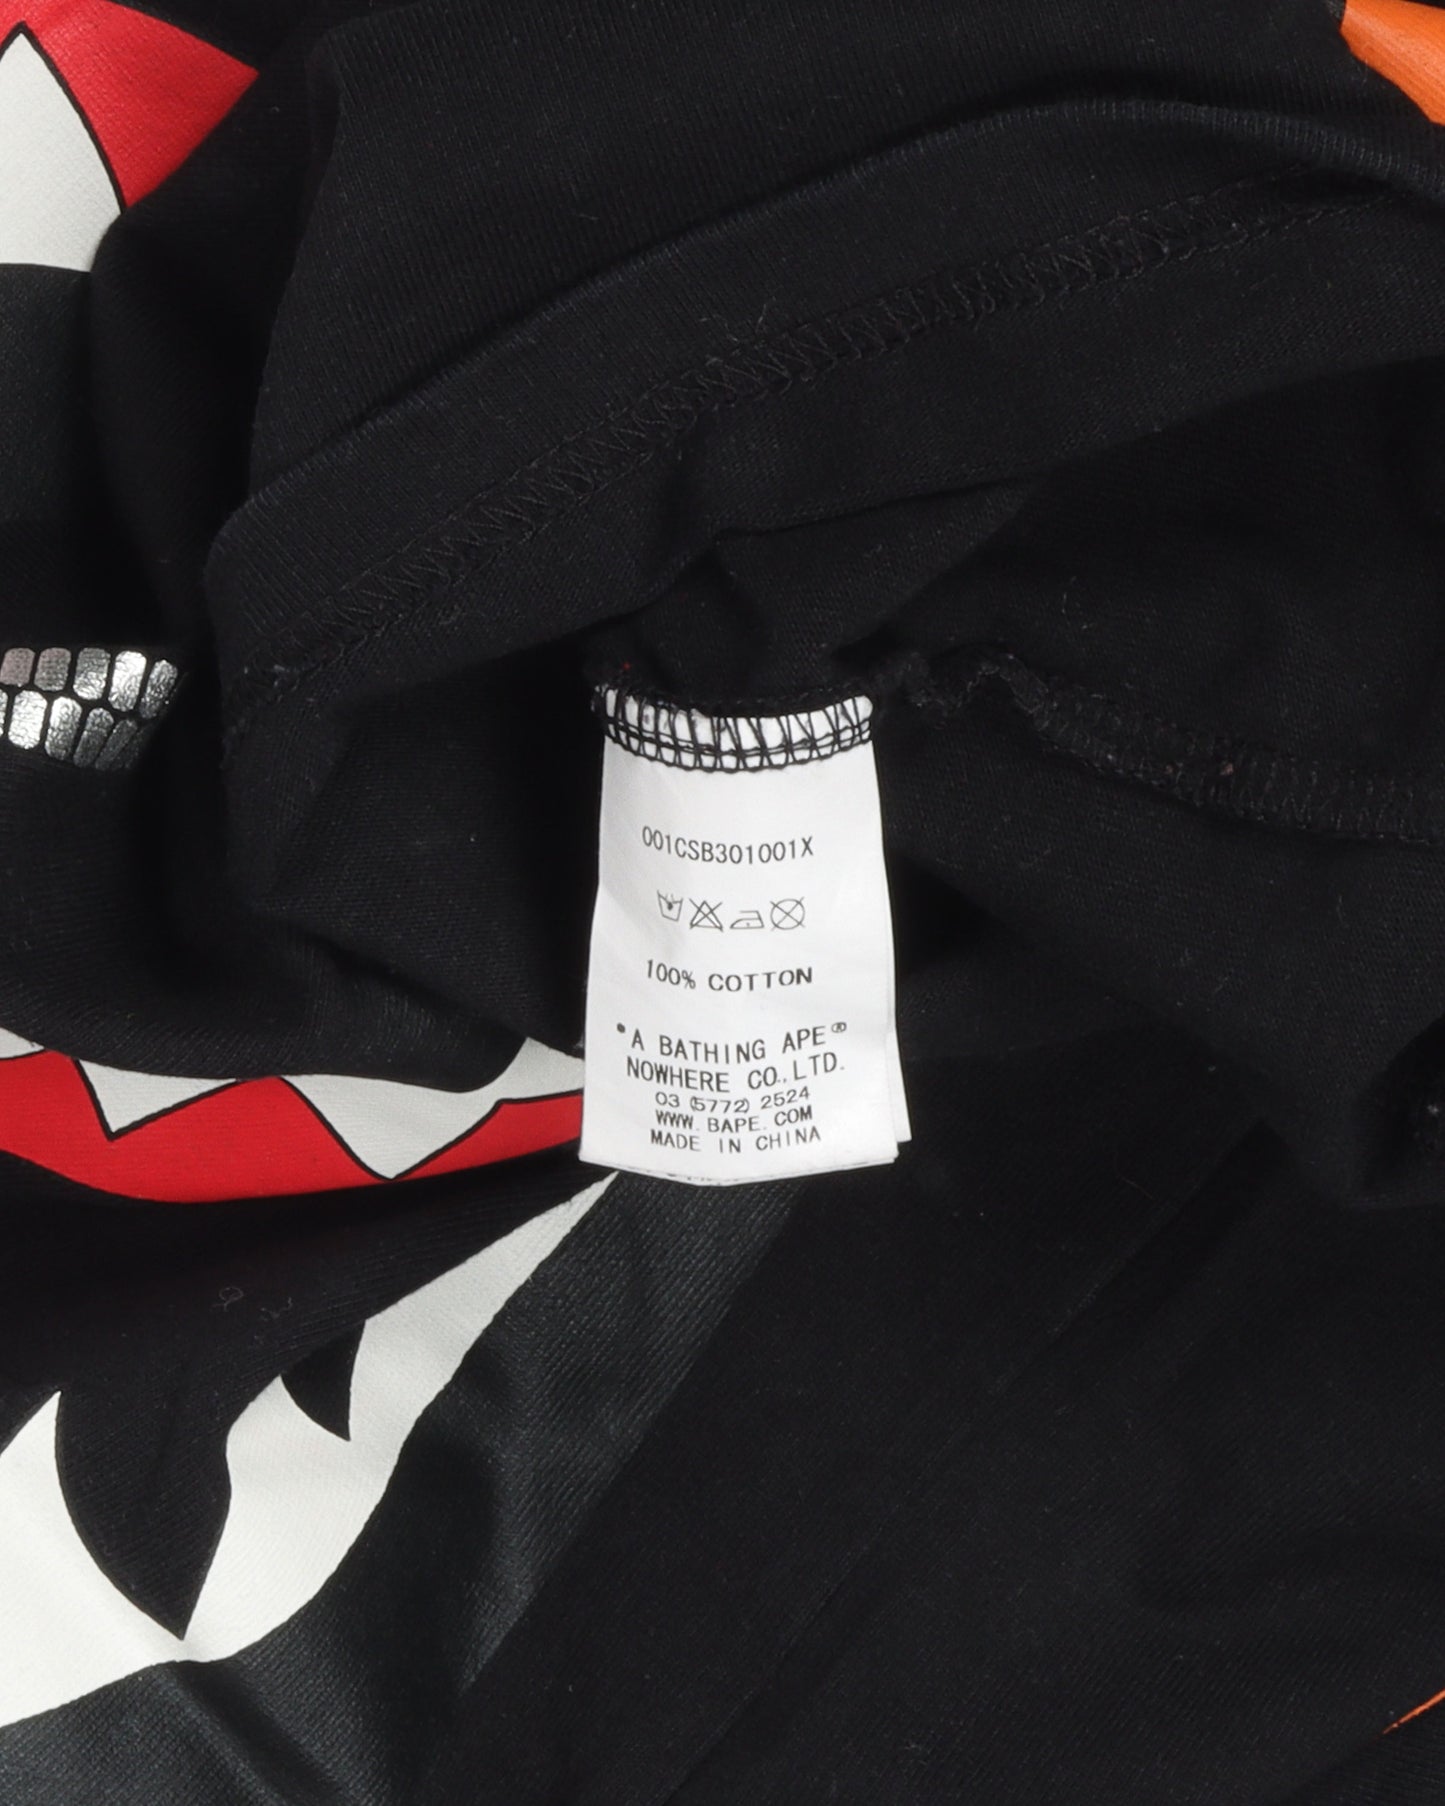 001CSB301001X
100% COTTON
A BATHING APE®
NOWHERE CO.,LTD.
03 (5772) 2524
WWW.BAPE.COM
MADE IN CHINA